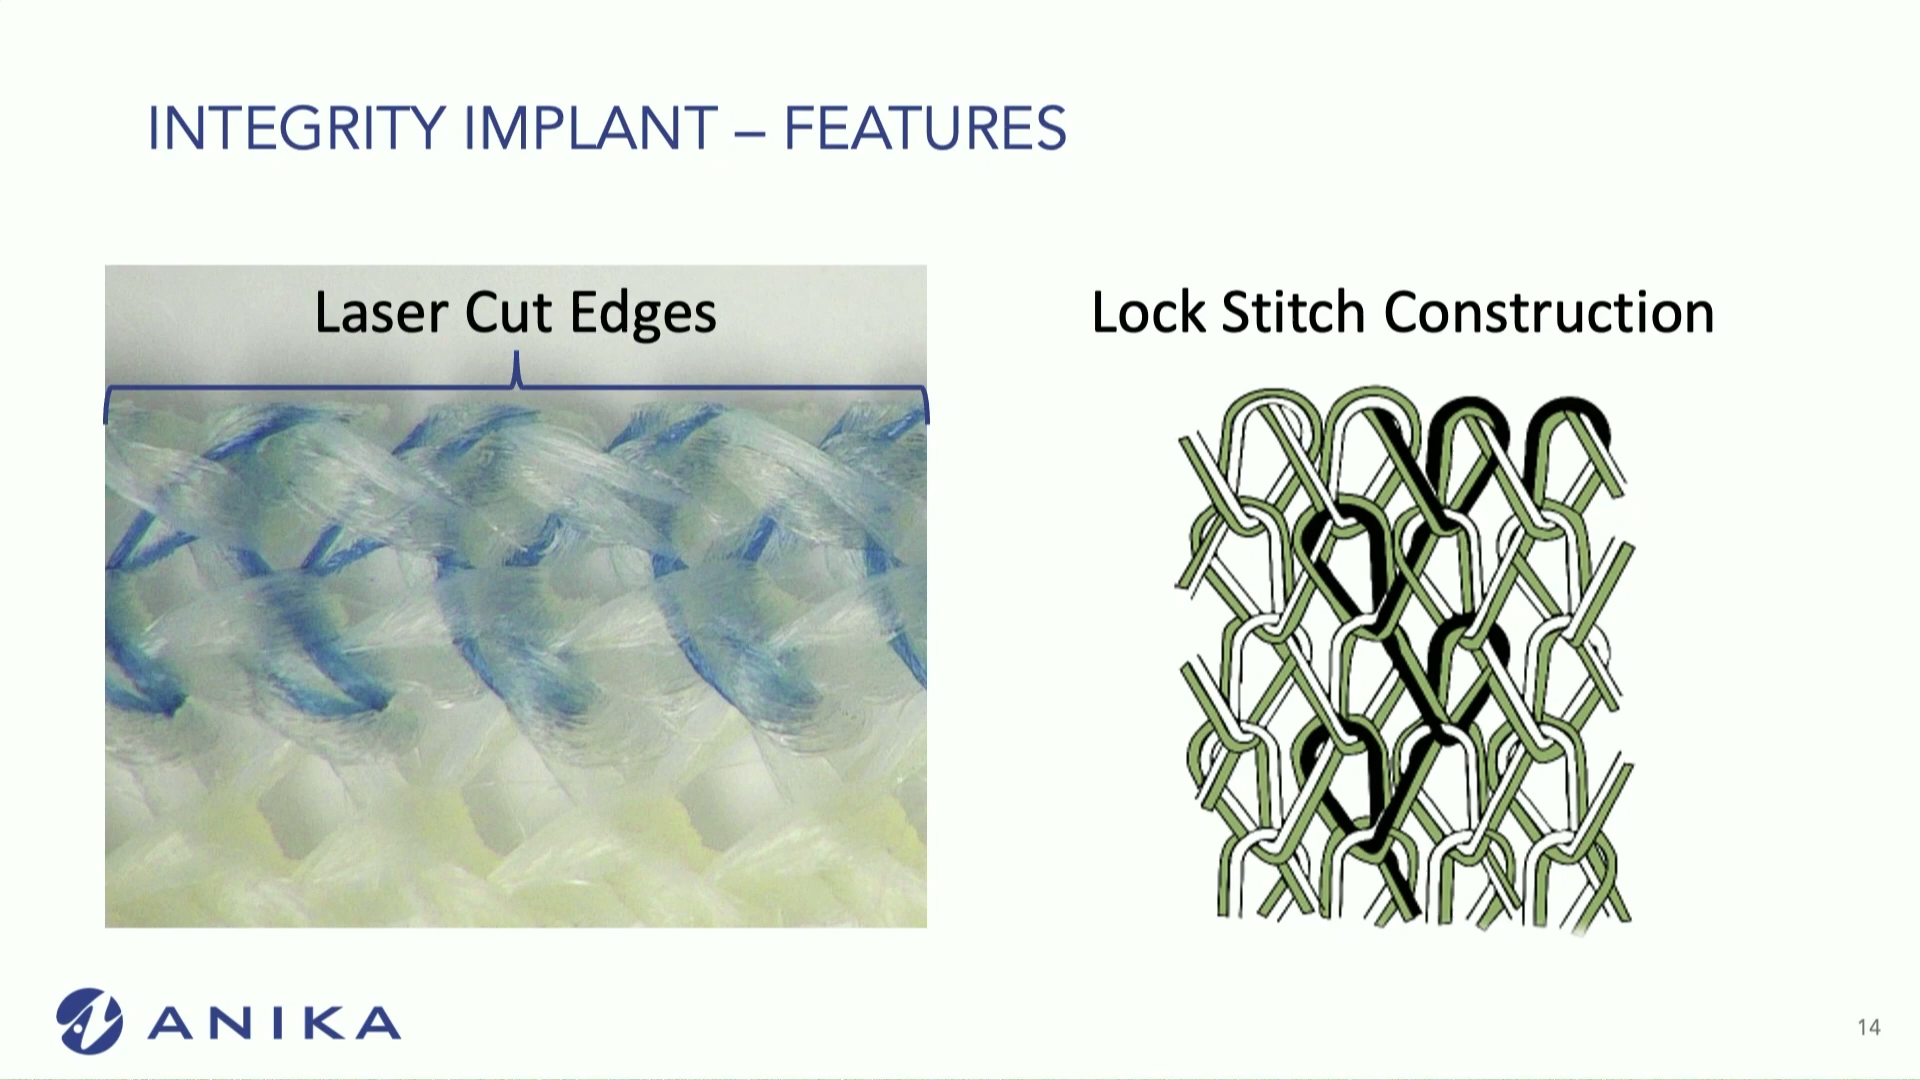 INTEGRITY IMPLANT – FEATURES
Laser Cut Edges
Lock Stitch Construction
ANIKA
14